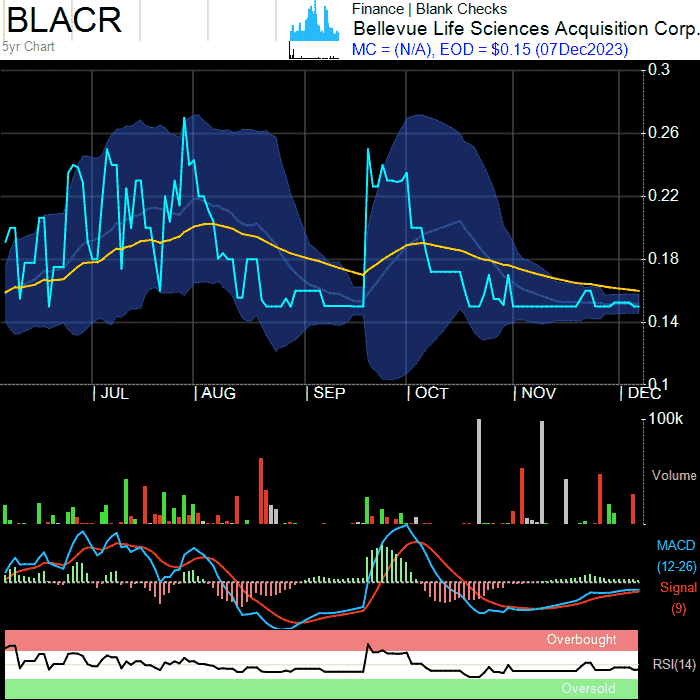 BLACR
5yr Chart
Finance | Blank Checks
Bellevue Life Sciences Acquisition Corp.
MC = (N/A), EOD = $0.15 (07Dec2023)
0.3
0.26
0.22
0.18
0.14
0.1
JUL
AUG
SEP
OCT
NOV
DEC
100k
Volume
MACD
(12-26)
Signal
(9)
Overbought
RSI(14)
Oversold